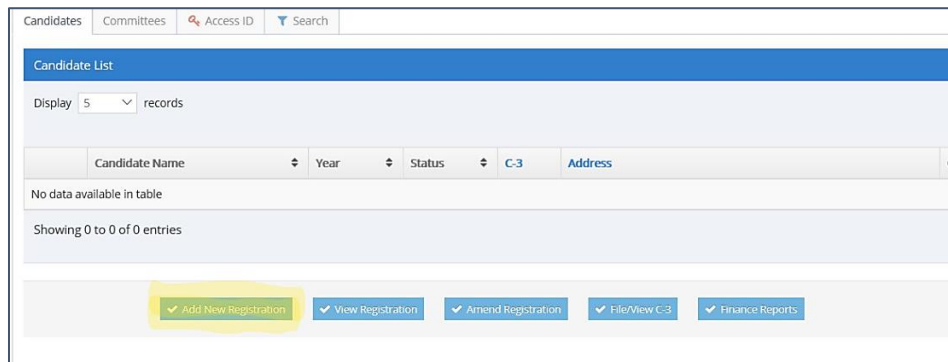 Candidates Committees Access ID Search
Candidate List
Display 5 records
Candidate Name Year Status C-3 Address
No data available in table
Showing 0 to 0 of 0 entries
Add New Registration View Registration Amend Registration File/View C-3 Finance Reports